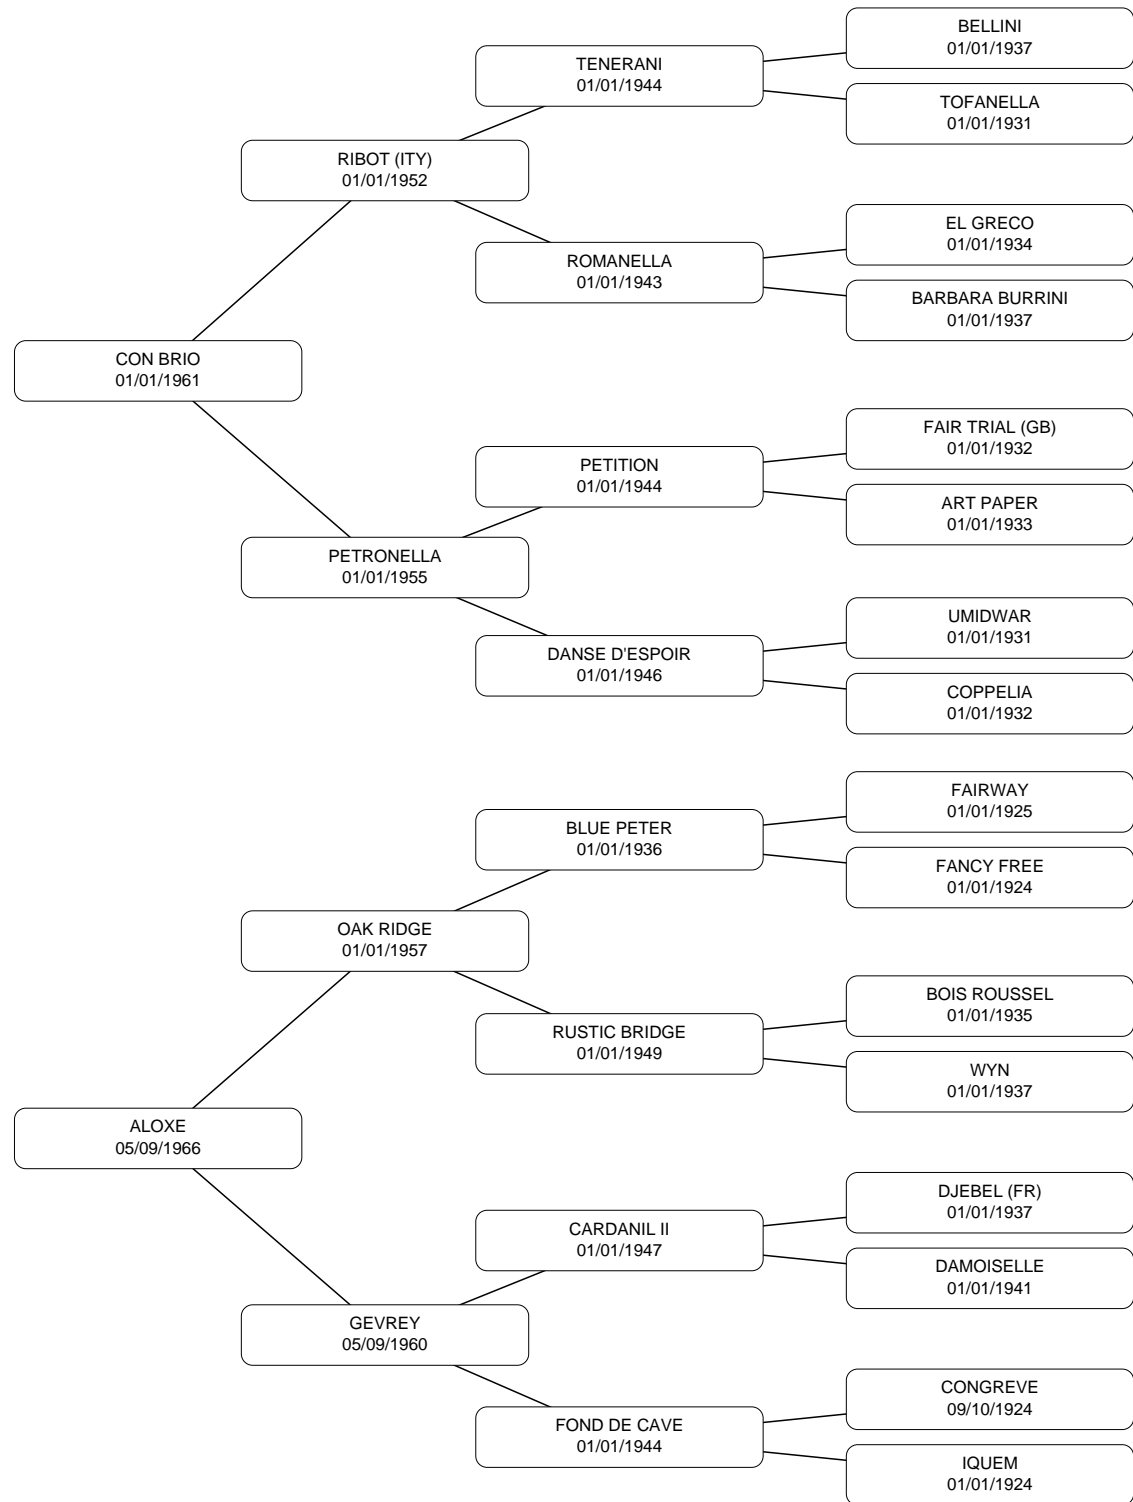 BELLINI
01/01/1937
TENERANI
01/01/1944
TOFANELLA
01/01/1931
RIBOT (ITY)
01/01/1952
EL GRECO
01/01/1934
ROMANELLA
01/01/1943
BARBARA BURRINI
01/01/1937
CON BRIO
01/01/1961
FAIR TRIAL (GB)
01/01/1932
PETITION
01/01/1944
ART PAPER
01/01/1933
PETRONELLA
01/01/1955
UMIDWAR
01/01/1931
DANSE D'ESPOIR
01/01/1946
COPPELIA
01/01/1932
FAIRWAY
01/01/1925
BLUE PETER
01/01/1936
FANCY FREE
01/01/1924
OAK RIDGE
01/01/1957
BOIS ROUSSEL
01/01/1935
RUSTIC BRIDGE
01/01/1949
WYN
01/01/1937
ALOXE
05/09/1966
DJEBEL (FR)
01/01/1937
CARDANIL II
01/01/1947
DAMOISELLE
01/01/1941
GEVREY
05/09/1960
CONGREVE
09/10/1924
FOND DE CAVE
01/01/1944
IQUEM
01/01/1924